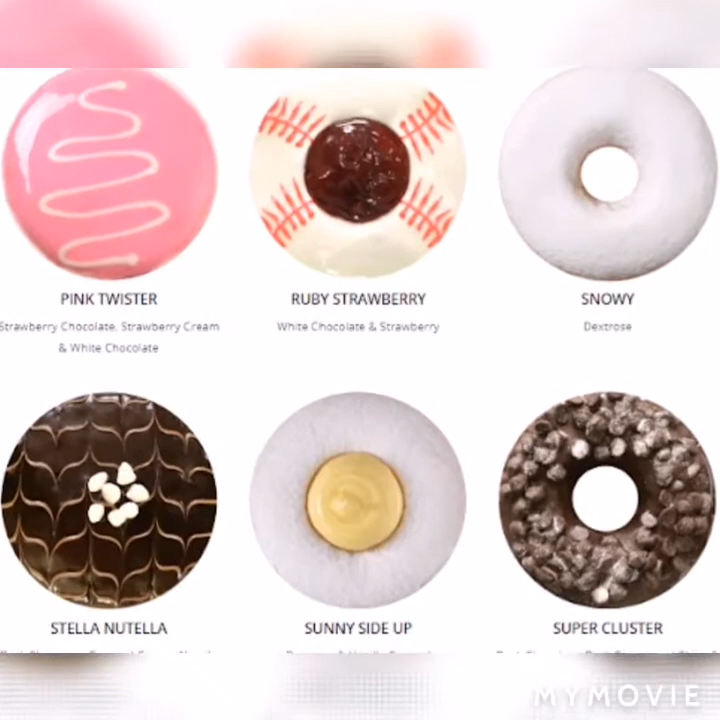 PINK TWISTER
Strawberry Chocolate, Strawberry Cream
& White Chocolate
RUBY STRAWBERRY
White Chocolate & Strawberry
SNOWY
Dextrose
STELLA NUTELLA
SUNNY SIDE UP
SUPER CLUSTER
MYMOVIE